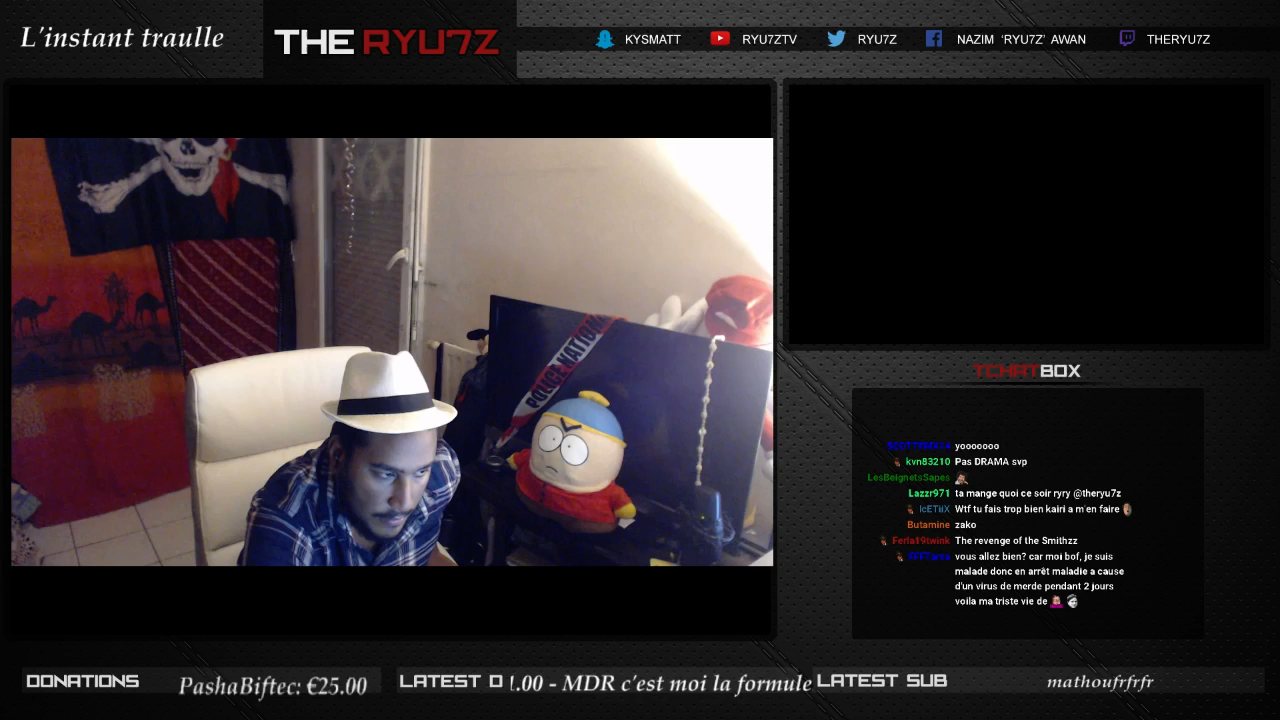 L'instant traulle
THE RYU7Z
KYSMATT
RYU7ZTV
RYU7Z
NAZIM 'RYU7Z' AWAN
THERYU7Z
POLICE NATION
TCHATBOX
yooooooo
kvn83210 Pas DRAMA svp
LesBeignetsSapes
Lazzr971 ta mange quoi ce soir ryry @theryu7z
IcETiiX Wtf tu fais trop bien kairi a m'en faire
Butamine zako
Ferla19twink The revenge of the Smithzz
vous allez bien? car moi bof, je suis
malade donc en arrêt maladie a cause
d'un virus de merde pendant 2 jours
voila ma triste vie de
DONATIONS
PashaBiftec: €25.00
LATEST D
.00 - MDR c'est moi la formule
LATEST SUB
mathoufrfrfr